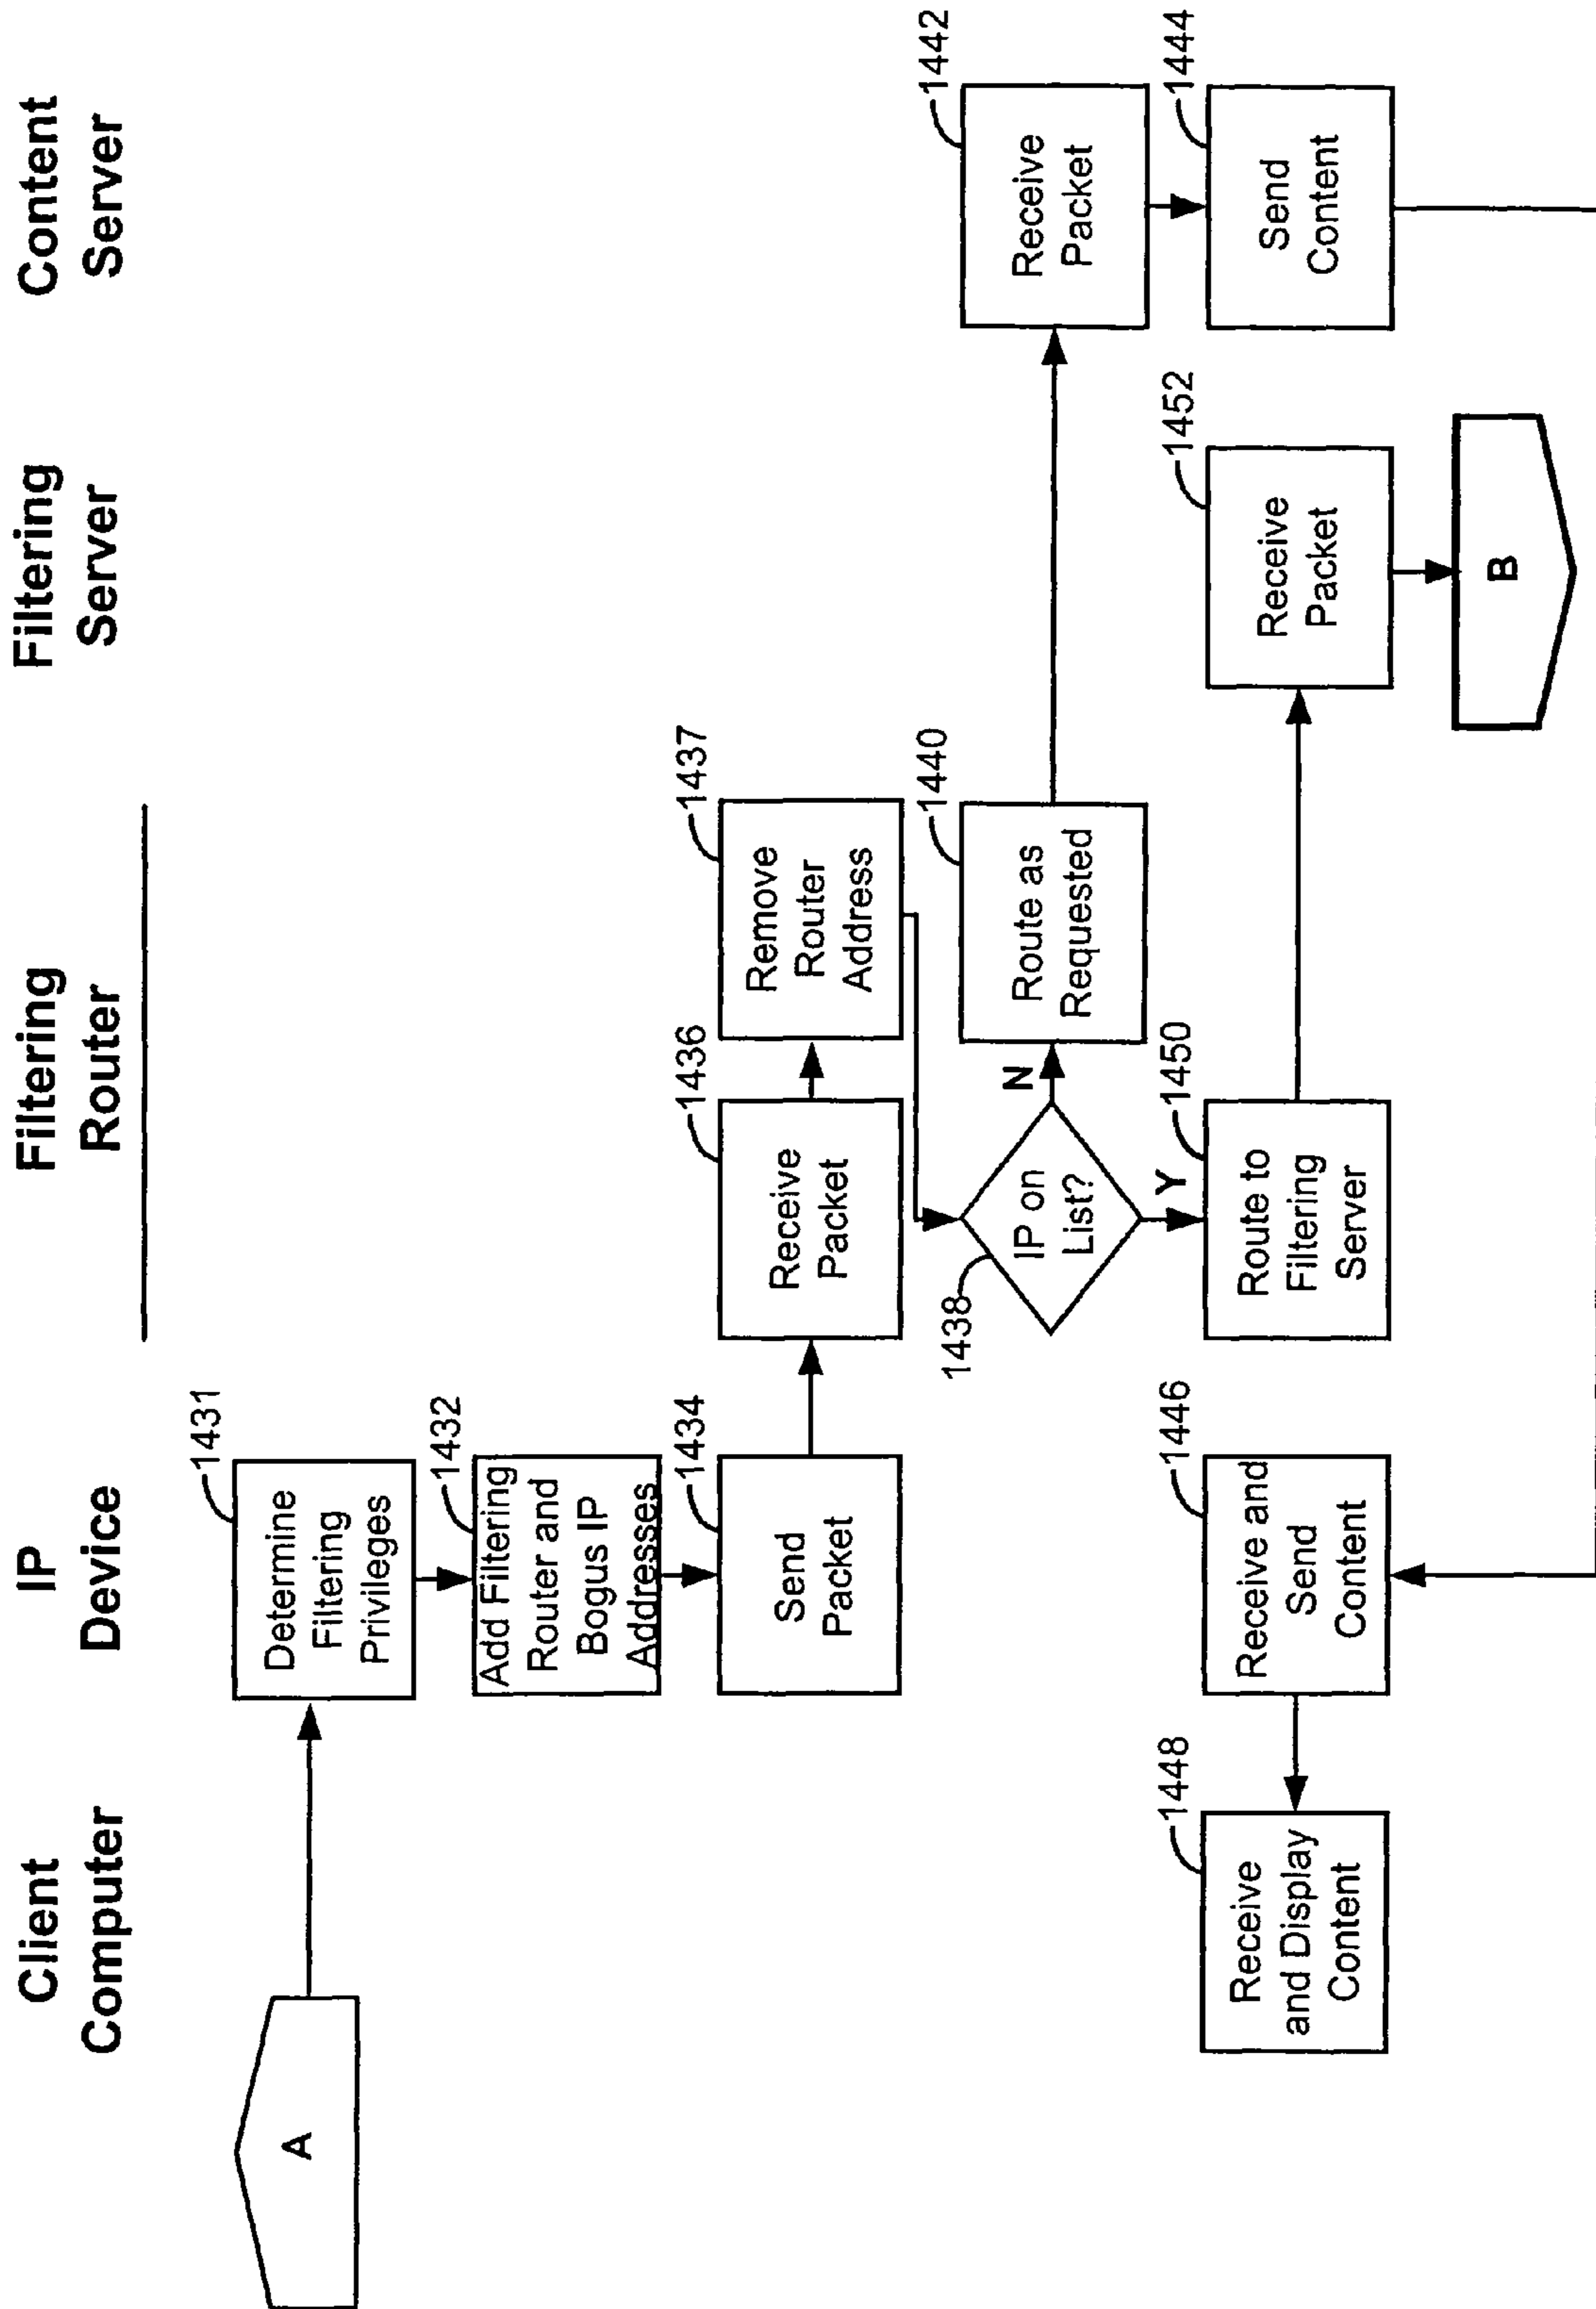 Client
Computer
IP
Device
Filtering
Router
Filtering
Server
Content
Server
A
1431
Determine
Filtering
Privileges
1432
Add Filtering
Router and
Bogus IP
Addresses
1434
Send
Packet
1436
Receive
Packet
1437
Remove
Router
Address
1438
IP on
List?
N
Y
1440
Route as
Requested
1442
Receive
Packet
1444
Send
Content
1446
Receive and
Send
Content
1448
Receive
and Display
Content
1450
Route to
Filtering
Server
1452
Receive
Packet
B